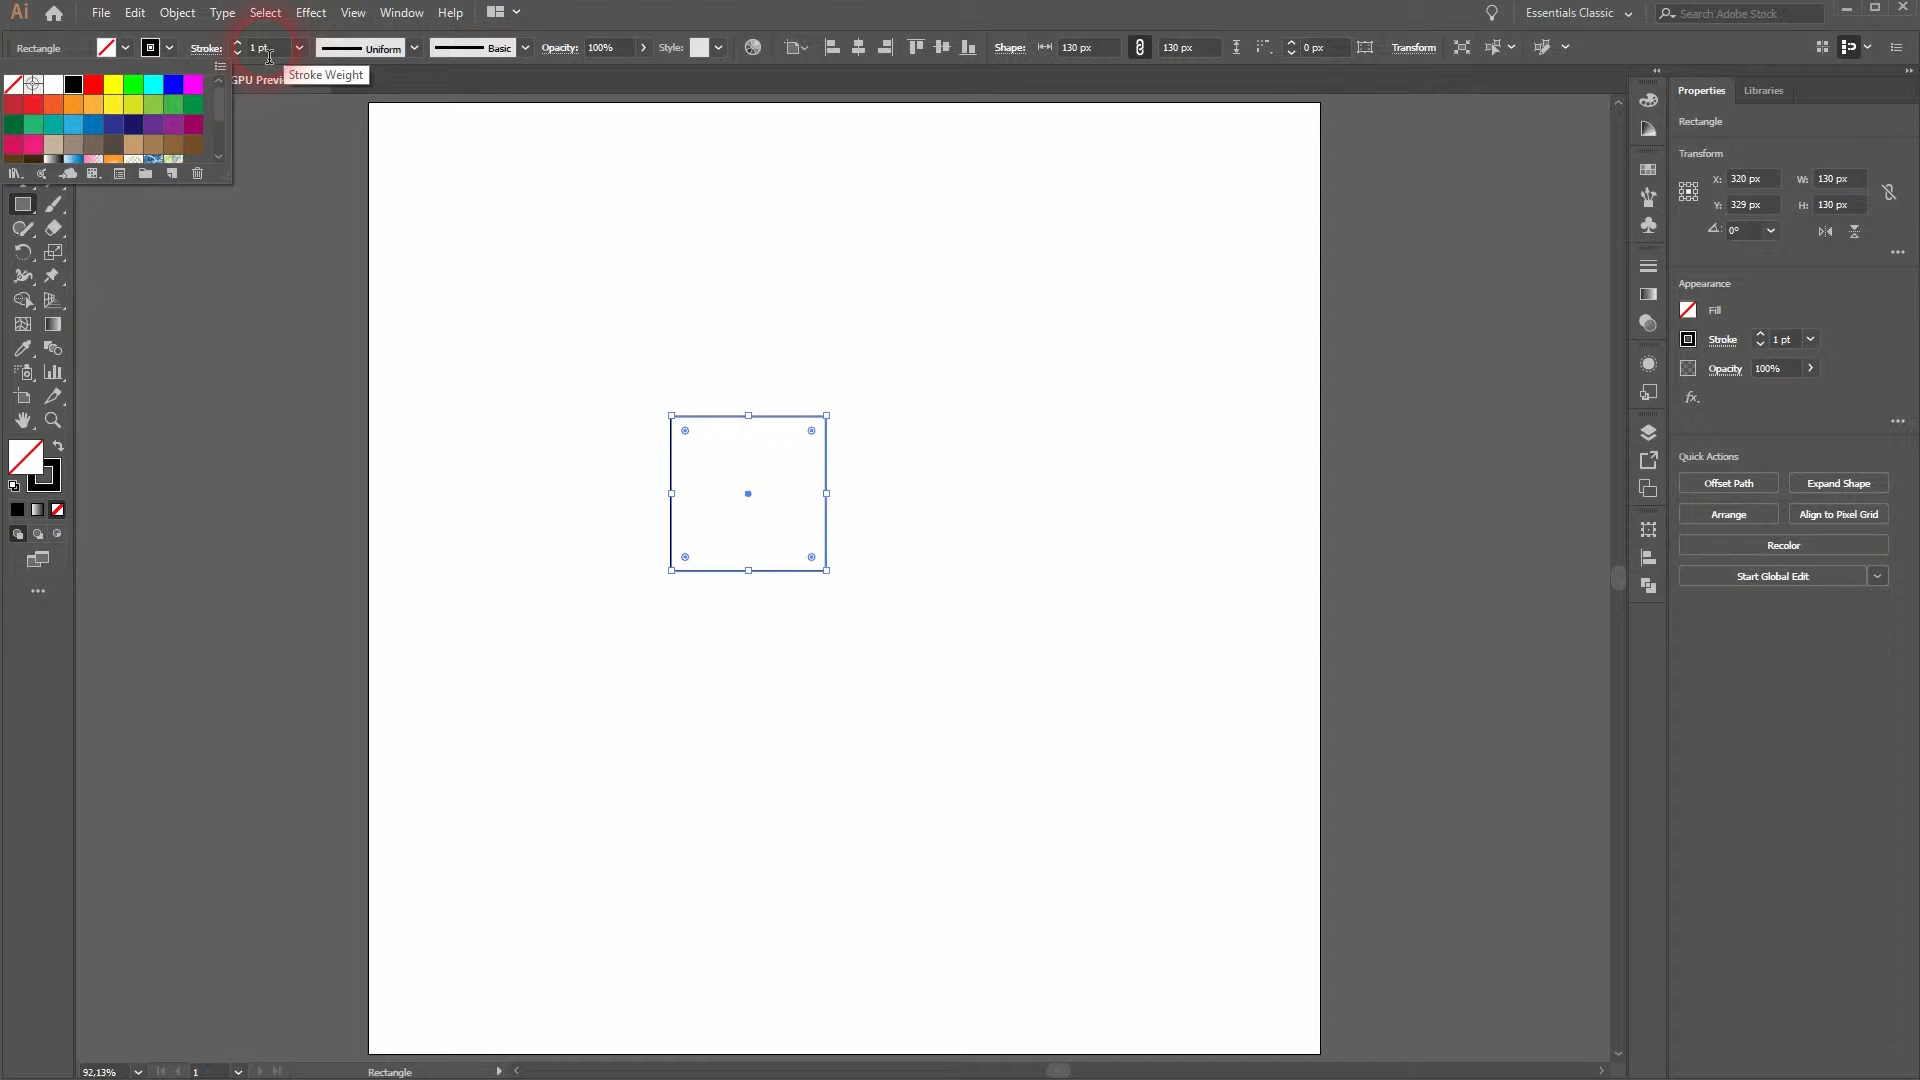 Ai File Edit Object Type Select Effect View Window Help Essentials Classic Search Adobe Stock
Rectangle Stroke: 1 pt Uniform Basic Opacity: 100% Style: Shape: 130 px 130 px 0 px Transform
Stroke Weight
GPU Previ
Properties Libraries
Rectangle
Transform
X: 320 px W: 130 px
Y: 329 px H: 130 px
0°
Appearance
Fill
Stroke 1 pt
Opacity 100%
fx.
Quick Actions
Offset Path Expand Shape
Arrange Align to Pixel Grid
Recolor
Start Global Edit
92,13% 1 Rectangle